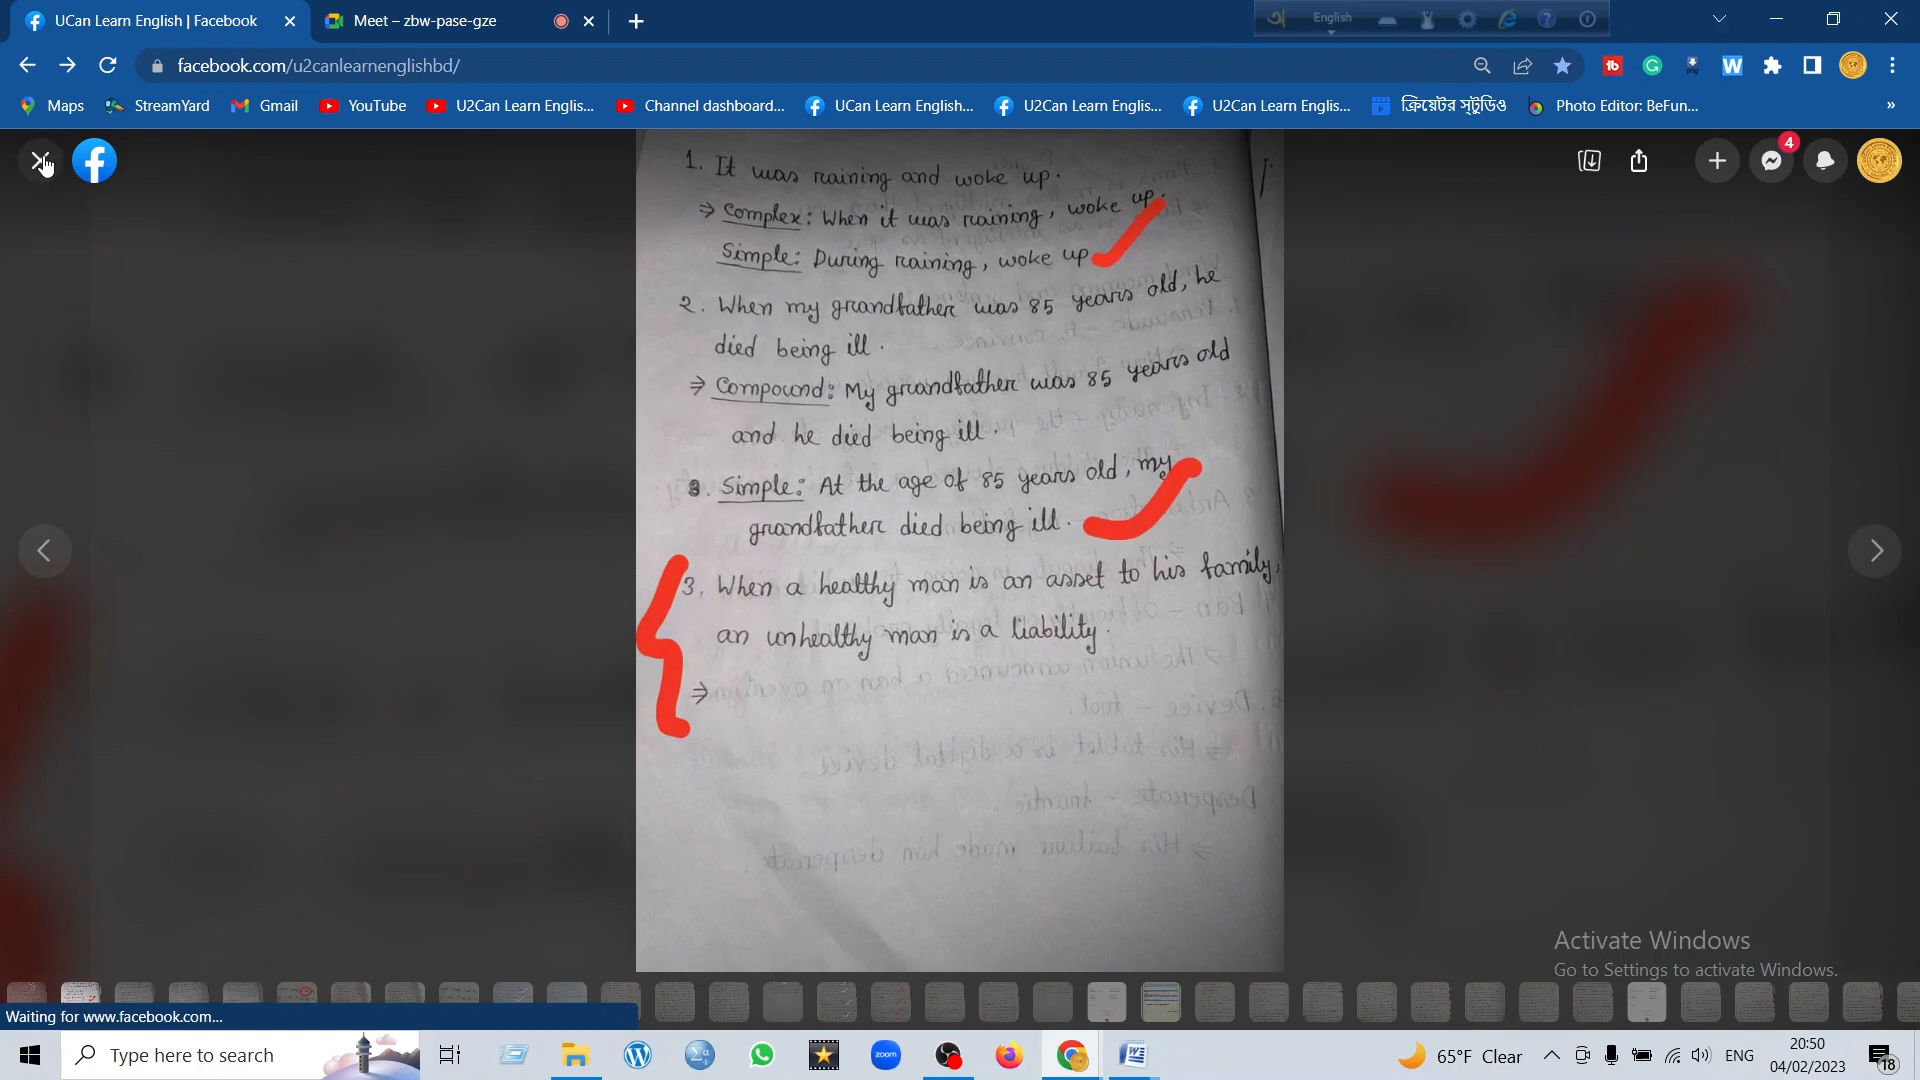 UCan Learn English | Facebook
Meet – zbw-pase-gze
English
facebook.com/u2canlearnenglishbd/
Maps
StreamYard
Gmail
YouTube
U2Can Learn Englis...
Channel dashboard...
UCan Learn English...
U2Can Learn Englis...
U2Can Learn Englis...
ক্রিয়েটর স্টুডিও
Photo Editor: BeFun...
»
4
1. It was raining and woke up.
⇒ Complex: When it was raining, woke up.
Simple: During raining, woke up
2. When my grandfather was 85 years old, he
died being ill.
⇒ Compound: My grandfather was 85 years old
and he died being ill.
3. Simple: At the age of 85 years old, my
grandfather died being ill.
3. When a healthy man is an asset to his family,
an unhealthy man is a liability.
⇒
Activate Windows
Go to Settings to activate Windows.
Waiting for www.facebook.com...
Type here to search
zoom
65°F Clear
ENG
20:50
04/02/2023
18